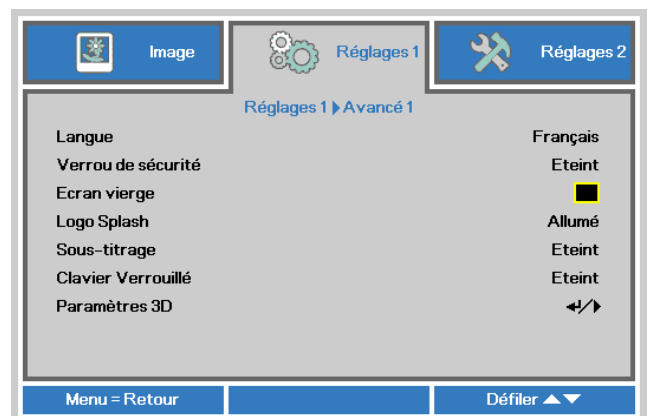 Image Réglages 1 Réglages 2
Réglages 1 ▶ Avancé 1
Langue Français
Verrou de sécurité Eteint
Ecran vierge
Logo Splash Allumé
Sous-titrage Eteint
Clavier Verrouillé Eteint
Paramètres 3D ↵/▶
Menu = Retour Défiler ▲▼